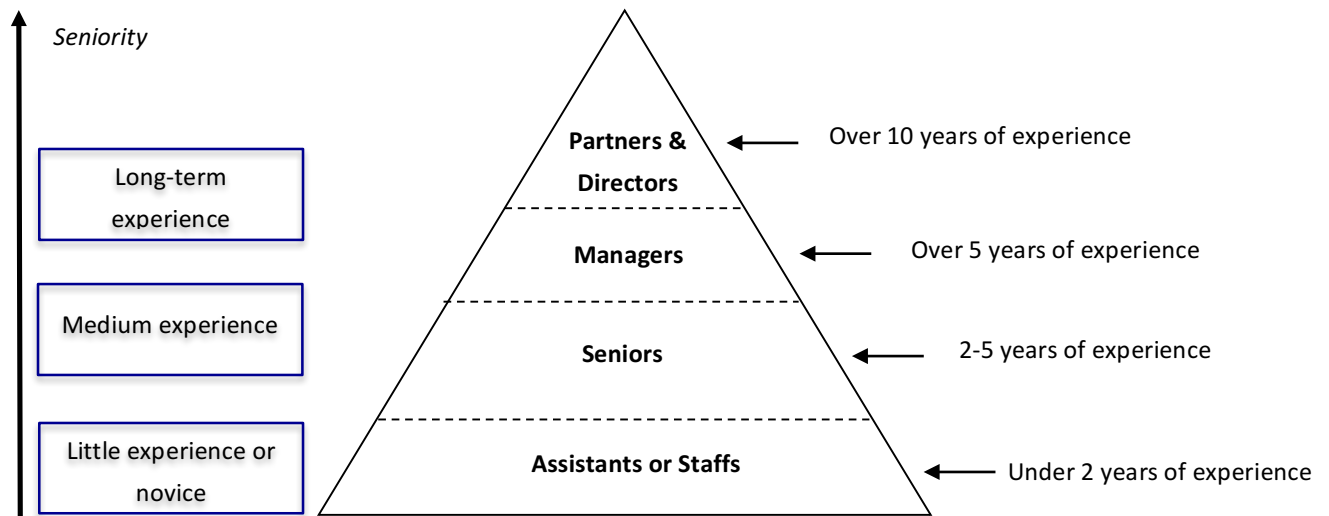 Seniority
Partners &
Directors
Over 10 years of experience
Long-term
experience
Managers
Over 5 years of experience
Medium experience
Seniors
2-5 years of experience
Little experience or
novice
Assistants or Staffs
Under 2 years of experience